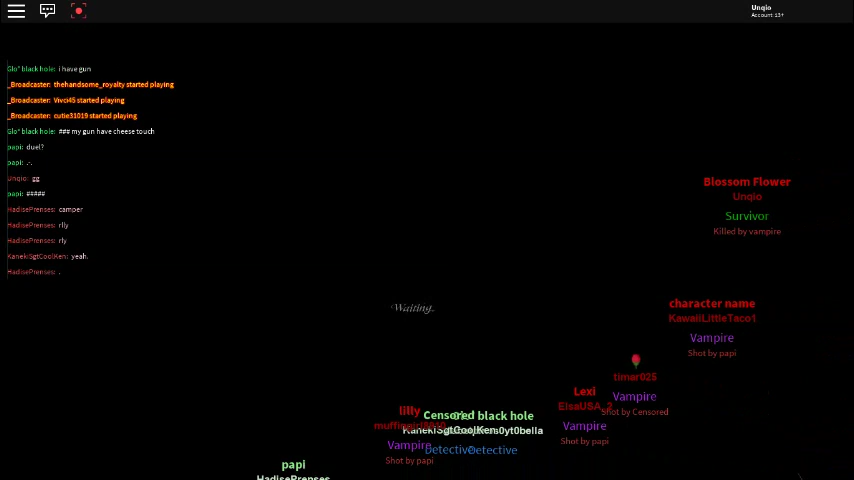 Unqio
Account: 13+
Glo* black hole: i have gun
_Broadcaster: thehandsome_royalty started playing
_Broadcaster: Vivci45 started playing
_Broadcaster: cutie31019 started playing
Glo* black hole: ### my gun have cheese touch
papi: duel?
papi: .-.
Unqio: gg
papi: #####
HadisePrenses: camper
HadisePrenses: rlly
HadisePrenses: rly
KanekiSgtCoolKen: yeah.
HadisePrenses: .
Blossom Flower
Unqio
Survivor
Killed by vampire
character name
KawaiiLittleTaco1
Vampire
Shot by papi
Waiting..
timar025
Vampire
Shot by Censored
Lexi
ElsaUSA_2
Vampire
Shot by papi
lilly
Vampire
Shot by papi
Censored
Detective
black hole
Detective
papi
HadisePrenses